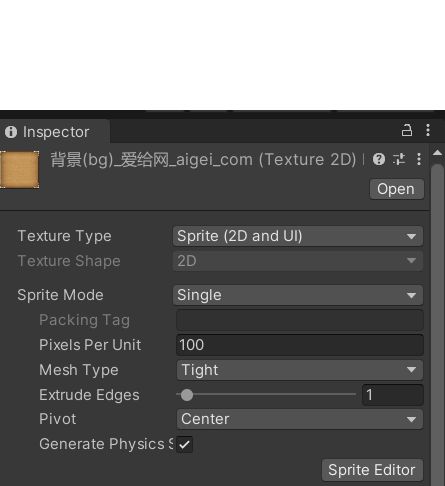 Inspector
背景(bg)_爱给网_aigei_com (Texture 2D) I
Open
Texture Type Sprite (2D and UI)
Texture Shape 2D
Sprite Mode Single
Packing Tag
Pixels Per Unit 100
Mesh Type Tight
Extrude Edges 1
Pivot Center
Generate Physics S
Sprite Editor